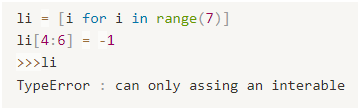 li = [i for i in range(7)]
li[4:6] = -1
>>>li
TypeError : can only assing an interable